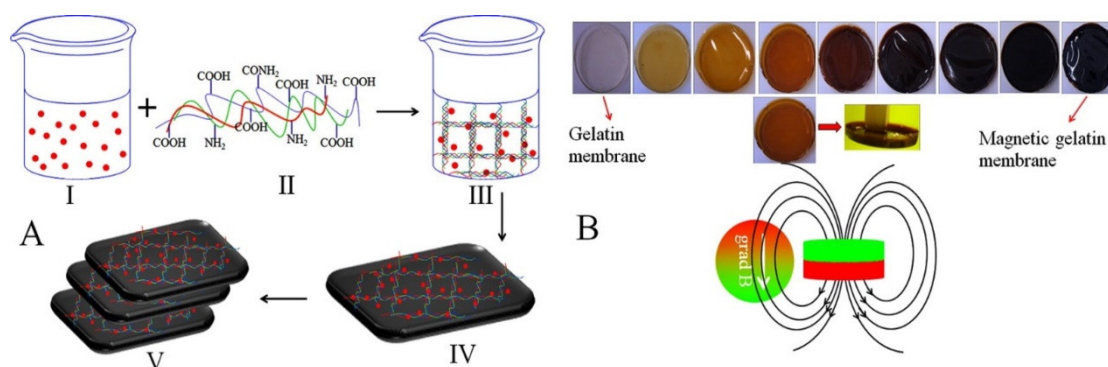 COOH
CONH₂
COOH
NH₂
COOH
+
COOH
NH₂
COOH
NH₂
COOH
I
II
III
A
V
IV
Gelatin
membrane
Magnetic gelatin
membrane
B
grad B